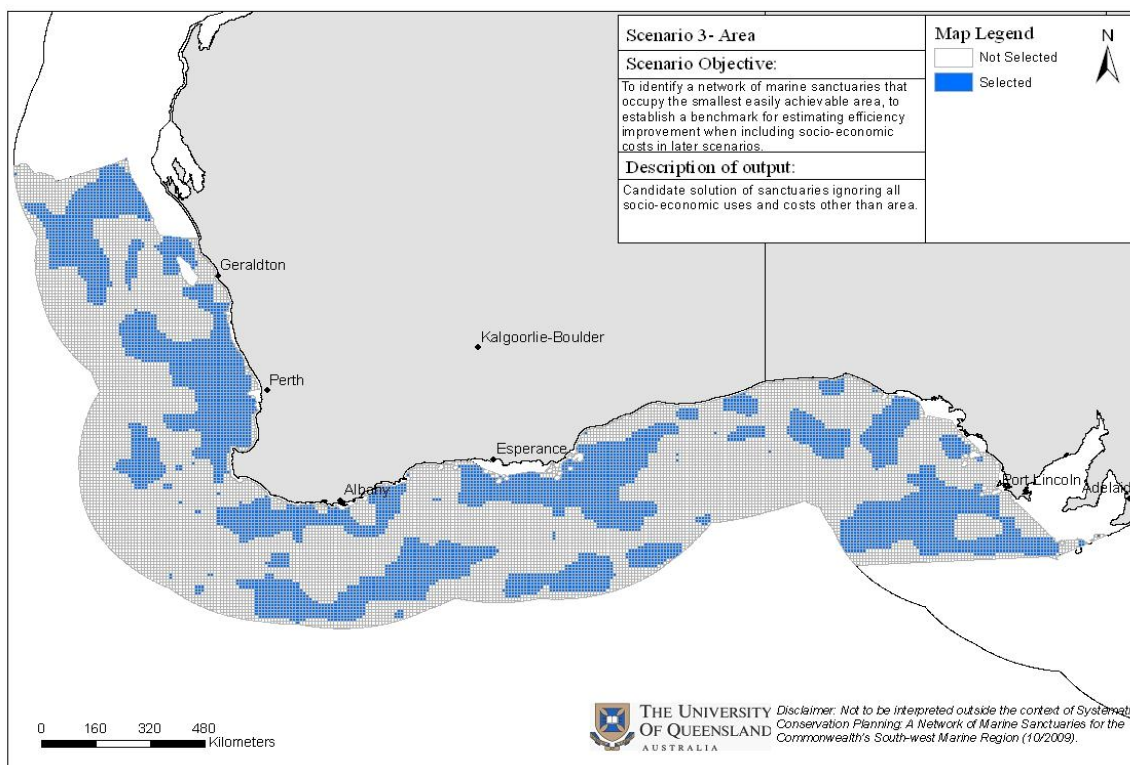 Scenario 3- Area
Scenario Objective:
To identify a network of marine sanctuaries that
occupy the smallest easily achievable area, to
establish a benchmark for estimating efficiency
improvement when including socio-economic
costs in later scenarios.
Description of output:
Candidate solution of sanctuaries ignoring all
socio-economic uses and costs other than area.
Map Legend
Not Selected
Selected
N
Geraldton
Kalgoorlie-Boulder
Perth
Esperance
Albany
Port Lincoln
Adelaid
0 160 320 480
Kilometers
THE UNIVERSITY
OF QUEENSLAND
AUSTRALIA
Disclaimer: Not to be interpreted outside the context of Systemati
Conservation Planning: A Network of Marine Sanctuaries for the
Commonwealth's South-west Marine Region (10/2009).